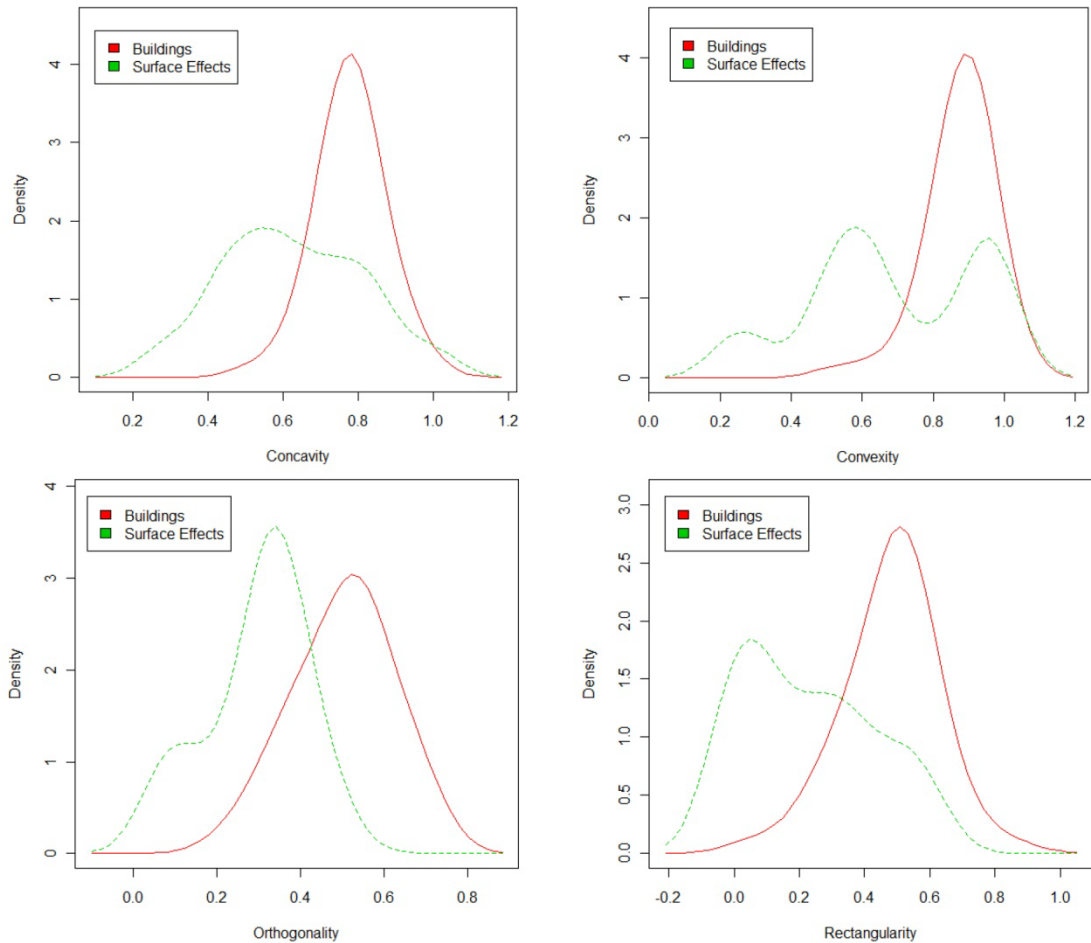 Buildings
Surface Effects
Density
4
3
2
1
0
0.2 0.4 0.6 0.8 1.0 1.2
Concavity
Buildings
Surface Effects
Density
4
3
2
1
0
0.0 0.2 0.4 0.6 0.8 1.0 1.2
Convexity
Buildings
Surface Effects
Density
4
3
2
1
0
0.0 0.2 0.4 0.6 0.8
Orthogonality
Buildings
Surface Effects
Density
3.0
2.5
2.0
1.5
1.0
0.5
0.0
-0.2 0.0 0.2 0.4 0.6 0.8 1.0
Rectangularity